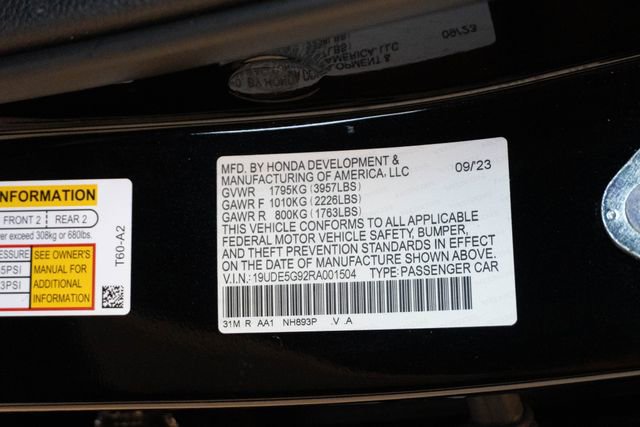 MFD. BY HONDA DEVELOPMENT &
MANUFACTURING OF AMERICA, LLC 09/23
GVWR 1795KG (3957LBS)
GAWR F 1010KG (2226LBS)
GAWR R 800KG (1763LBS)
THIS VEHICLE CONFORMS TO ALL APPLICABLE
FEDERAL MOTOR VEHICLE SAFETY, BUMPER,
AND THEFT PREVENTION STANDARDS IN EFFECT
ON THE DATE OF MANUFACTURE SHOWN ABOVE.
V.I.N.: 19UDE5G92RA001504 TYPE: PASSENGER CAR
31M R AA1 NH893P .V .A
INFORMATION
FRONT 2 REAR 2
exceed 308kg or 680lbs.
SEE OWNER'S
MANUAL FOR
ADDITIONAL
INFORMATION
T60-A2